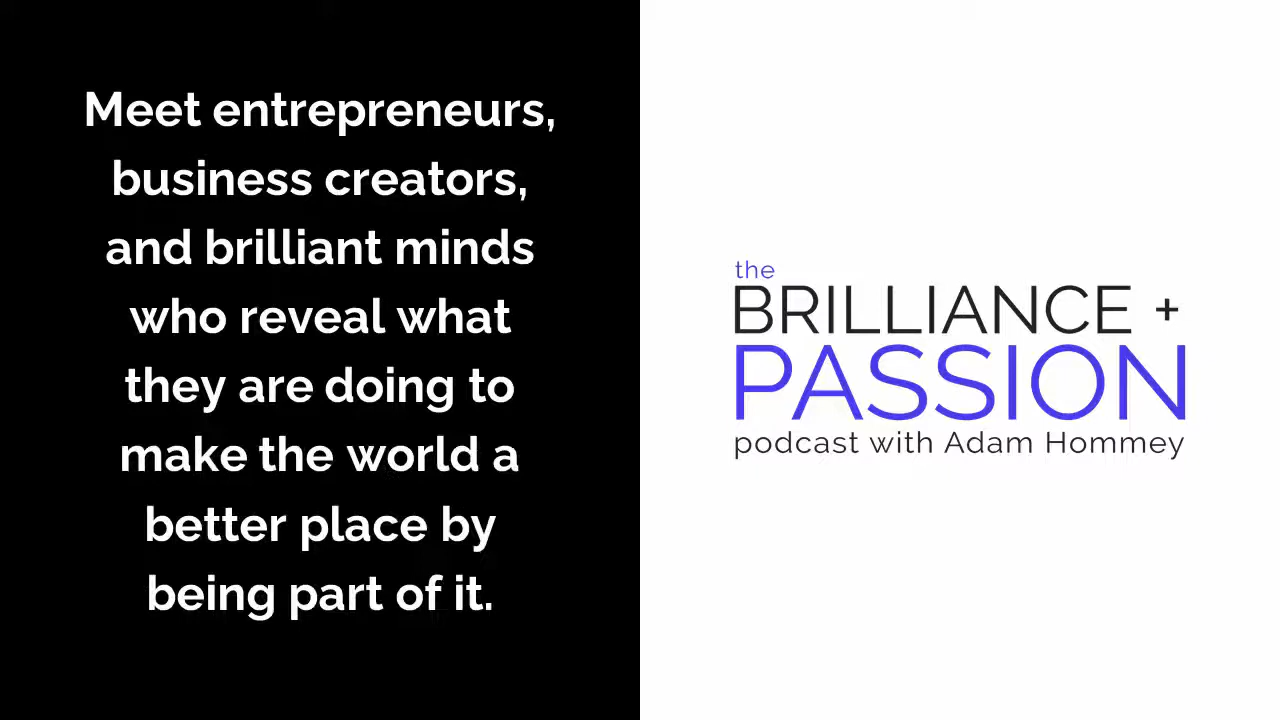 Meet entrepreneurs,
business creators,
and brilliant minds
who reveal what
they are doing to
make the world a
better place by
being part of it.
the
BRILLIANCE +
PASSION
podcast with Adam Hommey